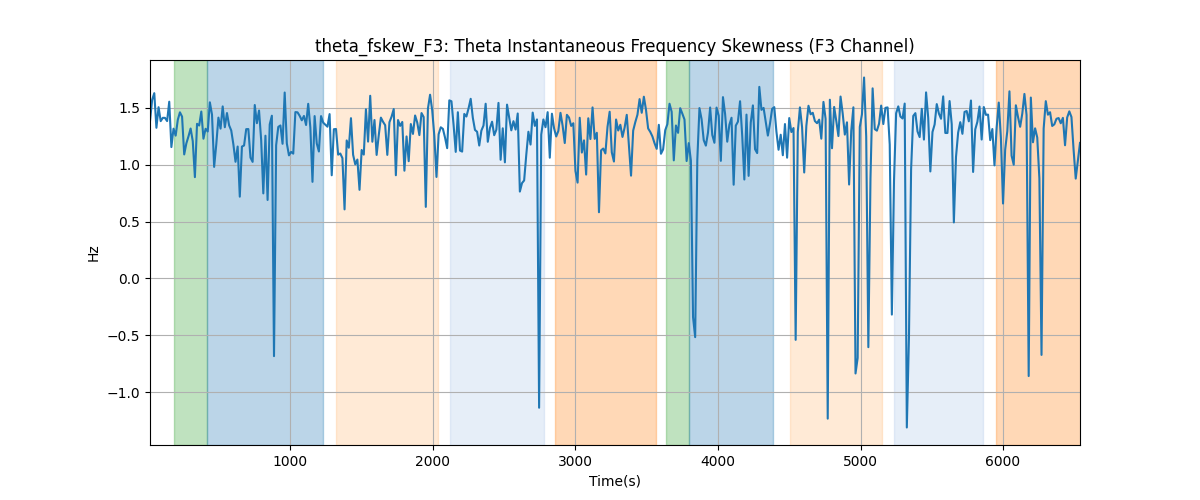 theta_fskew_F3: Theta Instantaneous Frequency Skewness (F3 Channel)
Hz
1.5
1.0
0.5
0.0
−0.5
−1.0
1000 2000 3000 4000 5000 6000
Time(s)